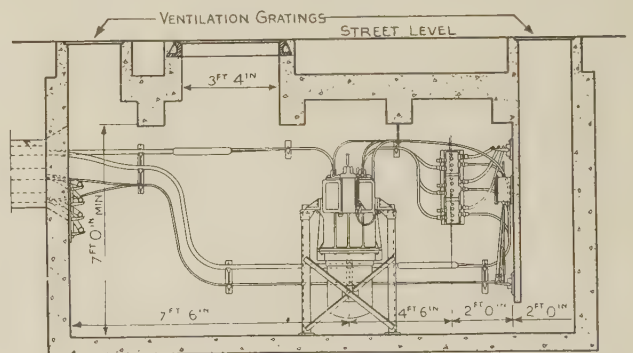 VENTILATION GRATINGS
STREET LEVEL
3FT 4IN
7FT 0IN MIN
7FT 6IN
4FT 6IN
2FT 0IN
2FT 0IN